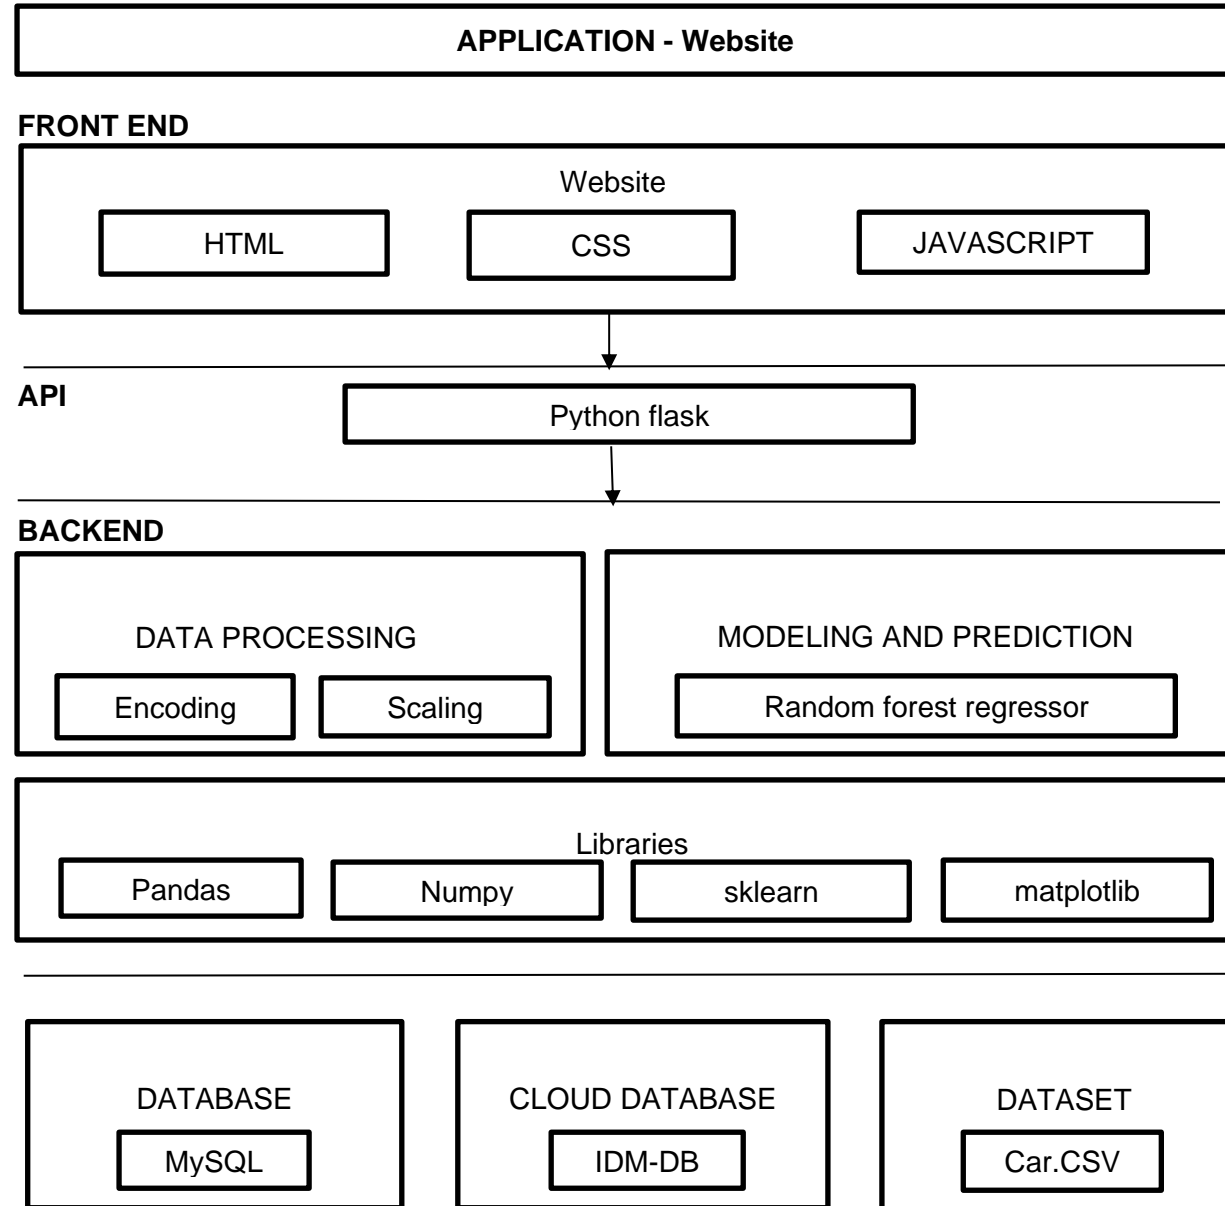 APPLICATION - Website
FRONT END
Website
HTML
CSS
JAVASCRIPT
API
Python flask
BACKEND
DATA PROCESSING
Encoding
Scaling
MODELING AND PREDICTION
Random forest regressor
Libraries
Pandas
Numpy
sklearn
matplotlib
DATABASE
MySQL
CLOUD DATABASE
IDM-DB
DATASET
Car.CSV